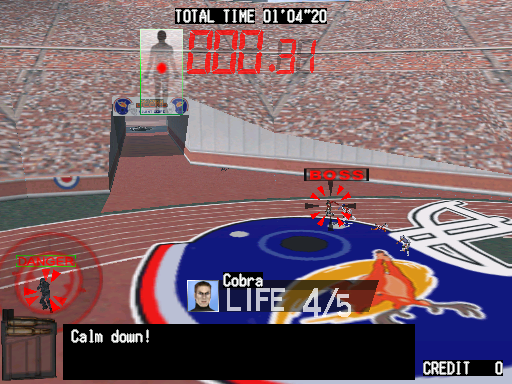 TOTAL TIME 01'04"20
000.31
BOSS
DANGER
Cobra
LIFE 4/5
Calm down!
CREDIT 0